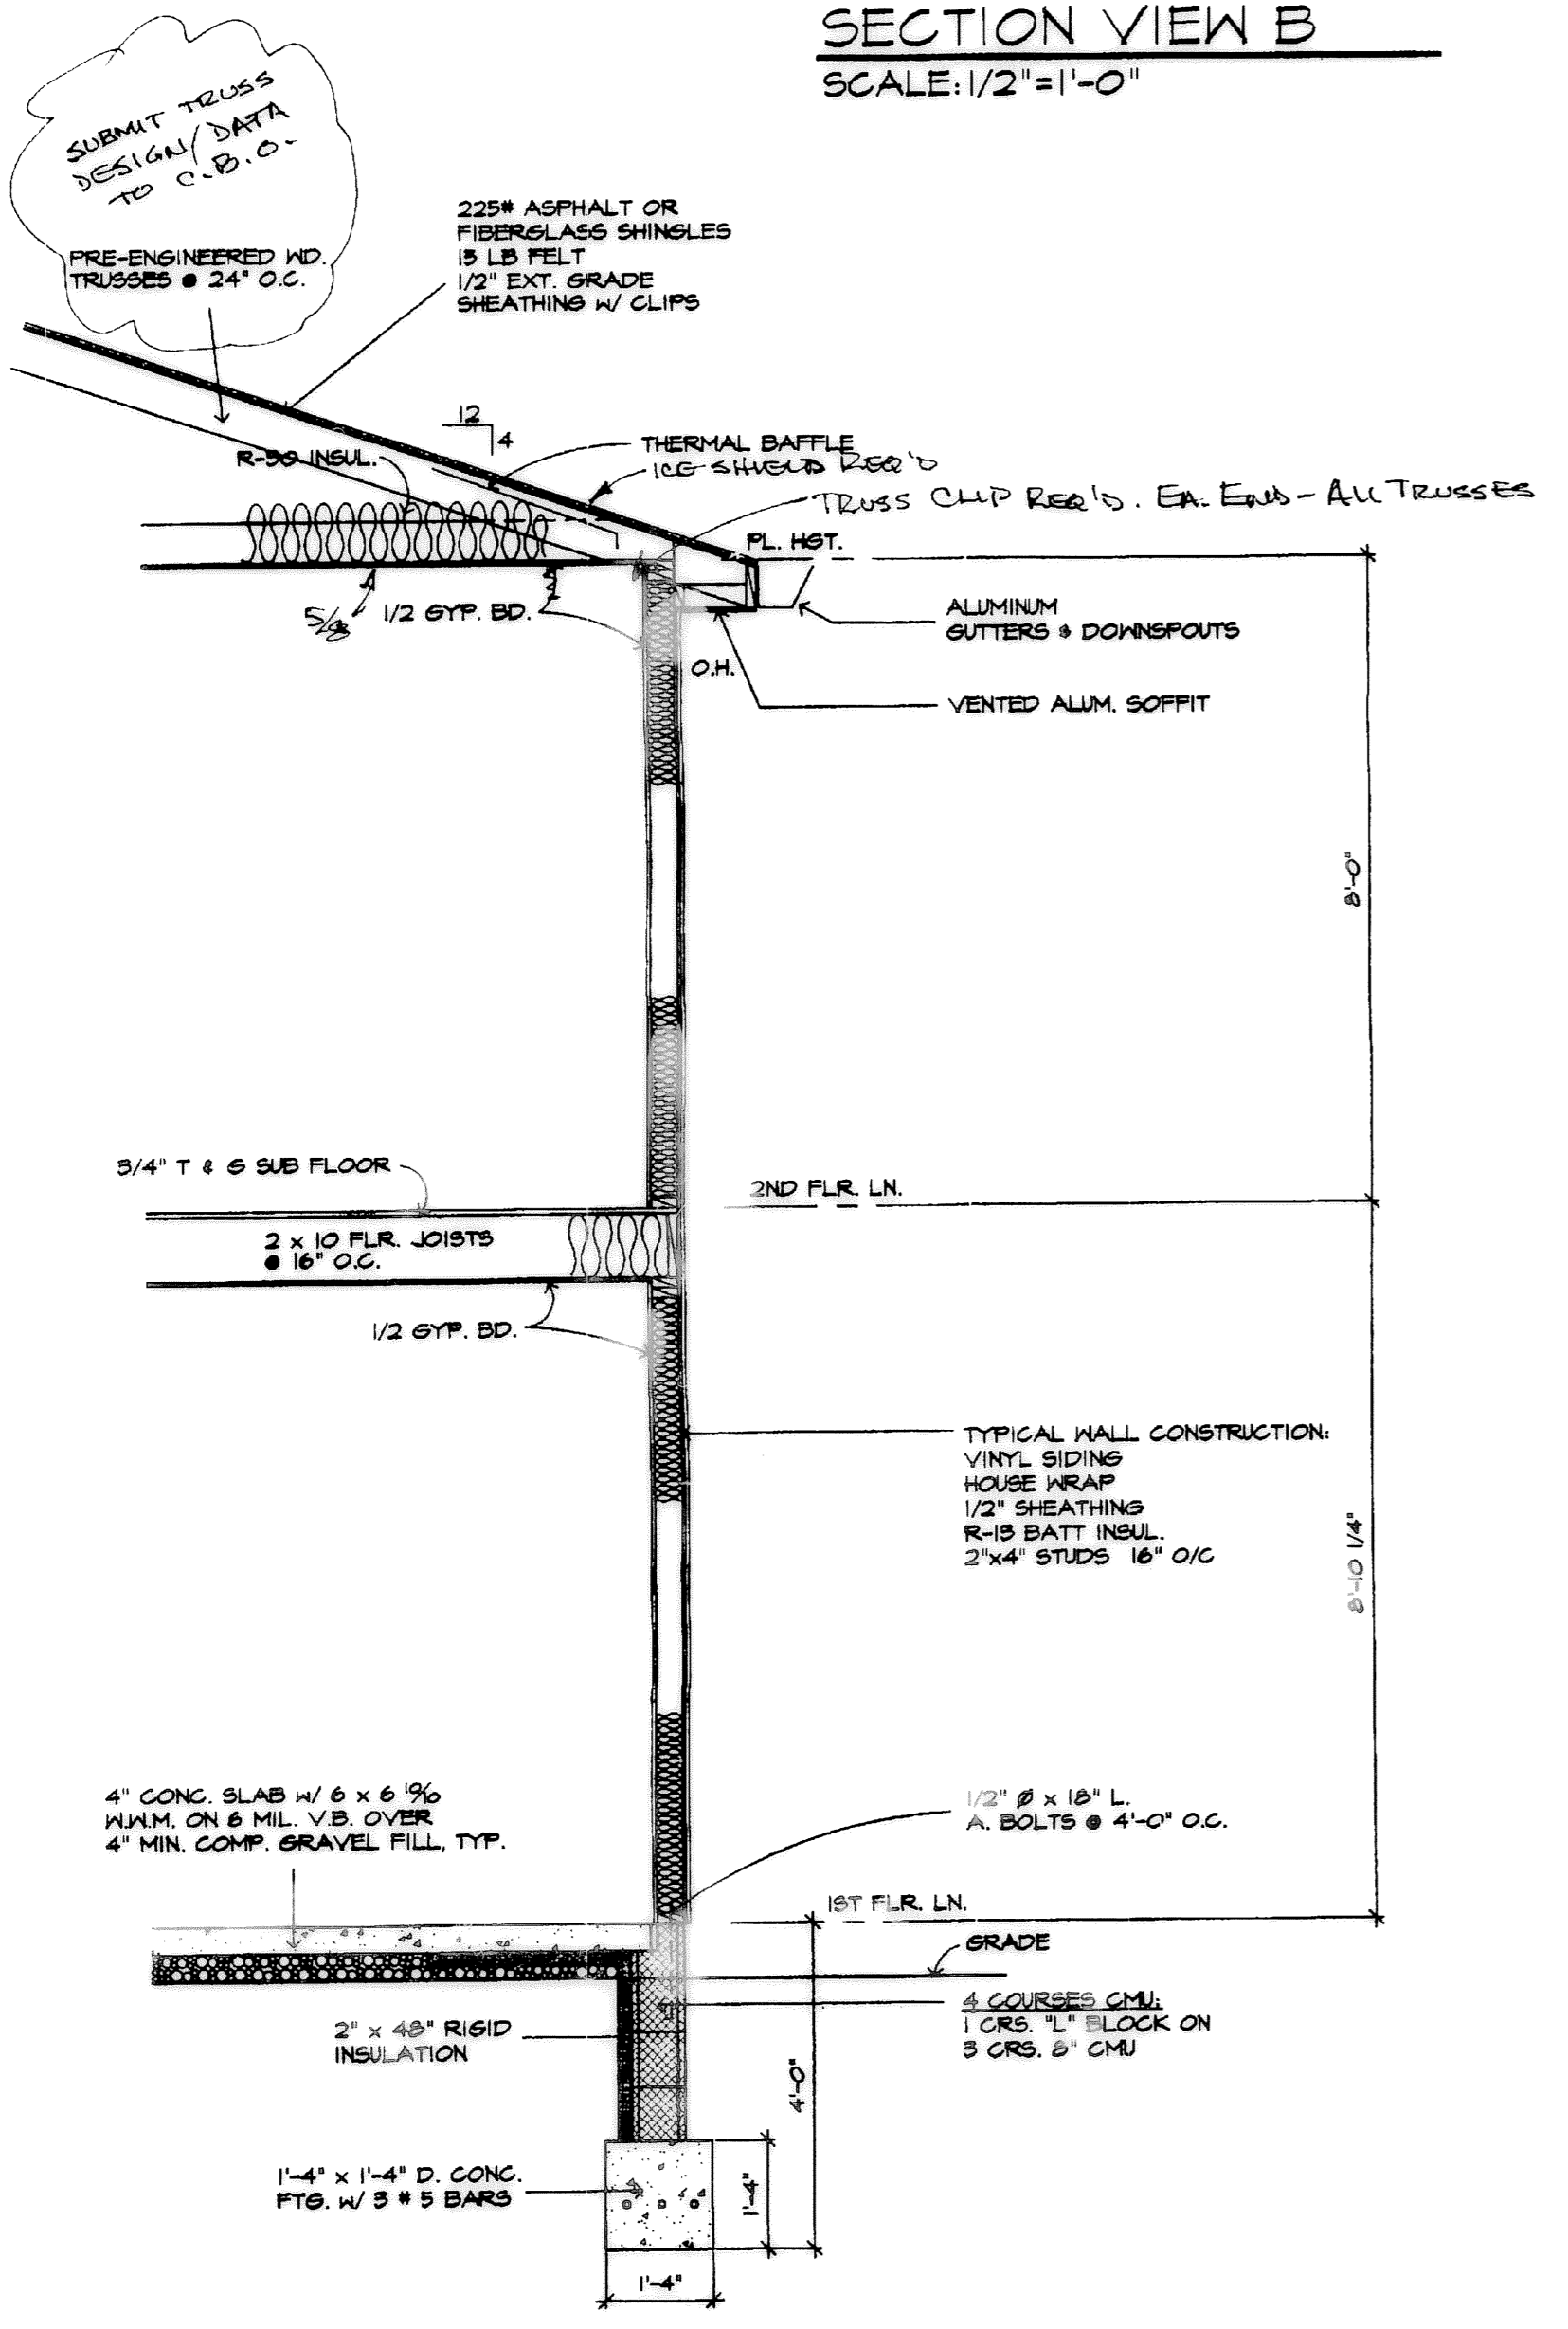 SECTION VIEW B
SCALE: 1/2"=1'-0"
SUBMIT TRUSS
DESIGN/DATA
TO C.B.O.
PRE-ENGINEERED WD.
TRUSSES @ 24" O.C.
225# ASPHALT OR
FIBERGLASS SHINGLES
15 LB FELT
1/2" EXT. GRADE
SHEATHING W/ CLIPS
12
4
THERMAL BAFFLE
ICE SHIELD REQ'D
R-30 INSUL.
TRUSS CLIP REQ'D. EA. END - ALL TRUSSES
PL. HGT.
5/8
1/2 GYP. BD.
ALUMINUM
GUTTERS & DOWNSPOUTS
O.H.
VENTED ALUM. SOFFIT
8'-0"
3/4" T & G SUB FLOOR
2ND FLR. LN.
2 x 10 FLR. JOISTS
@ 16" O.C.
1/2 GYP. BD.
TYPICAL WALL CONSTRUCTION:
VINYL SIDING
HOUSE WRAP
1/2" SHEATHING
R-13 BATT INSUL.
2"x4" STUDS 16" O/C
8'-10 1/4"
4" CONC. SLAB W/ 6 x 6 10/10
W.W.M. ON 6 MIL. V.B. OVER
4" MIN. COMP. GRAVEL FILL, TYP.
1/2" Ø x 18" L.
A. BOLTS @ 4'-0" O.C.
1ST FLR. LN.
GRADE
4 COURSES CMU:
1 CRS. "L" BLOCK ON
3 CRS. 8" CMU
2" x 48" RIGID
INSULATION
4'-0"
1'-4" x 1'-4" D. CONC.
FTG. W/ 3 # 5 BARS
1'-4"
1'-4"